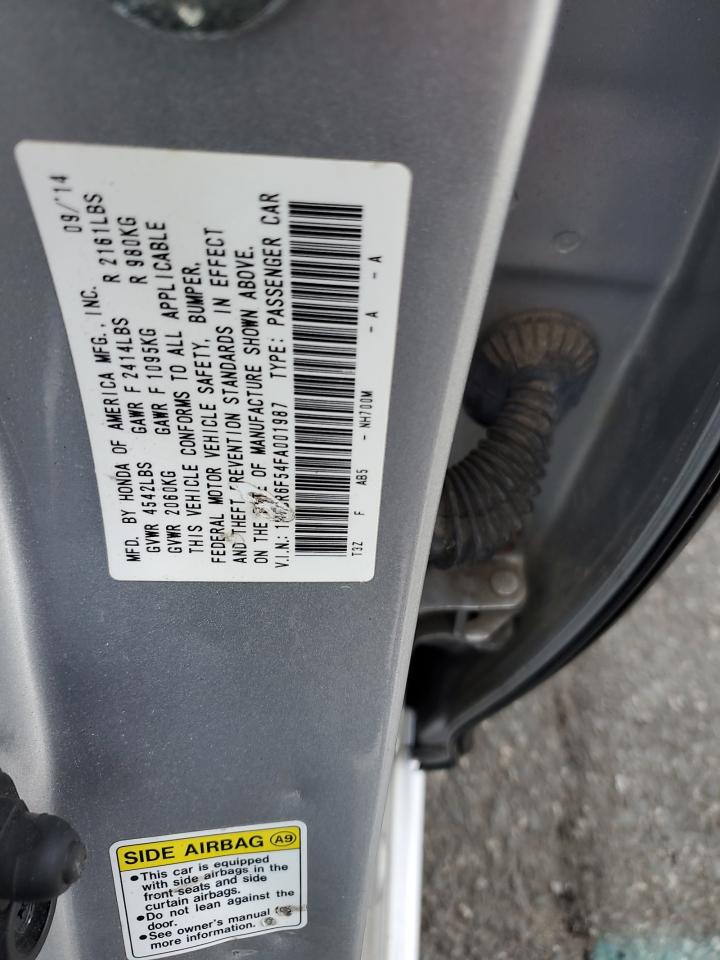 MFD. BY HONDA OF AMERICA MFG., INC. 09/'14
GVWR 4542LBS GAWR F 2414LBS R 2161LBS
GVWR 2060KG GAWR F 1095KG R 980KG
THIS VEHICLE CONFORMS TO ALL APPLICABLE
FEDERAL MOTOR VEHICLE SAFETY, BUMPER,
AND THEFT PREVENTION STANDARDS IN EFFECT
ON THE OF MANUFACTURE SHOWN ABOVE.
V.I.N.: TYPE: PASSENGER CAR
T3Z F AB5 - NH700M - A - A
SIDE AIRBAG A9
• This car is equipped
with side airbags in the
front seats and side
curtain airbags.
• Do not lean against the
door.
• See owner's manual for
more information.